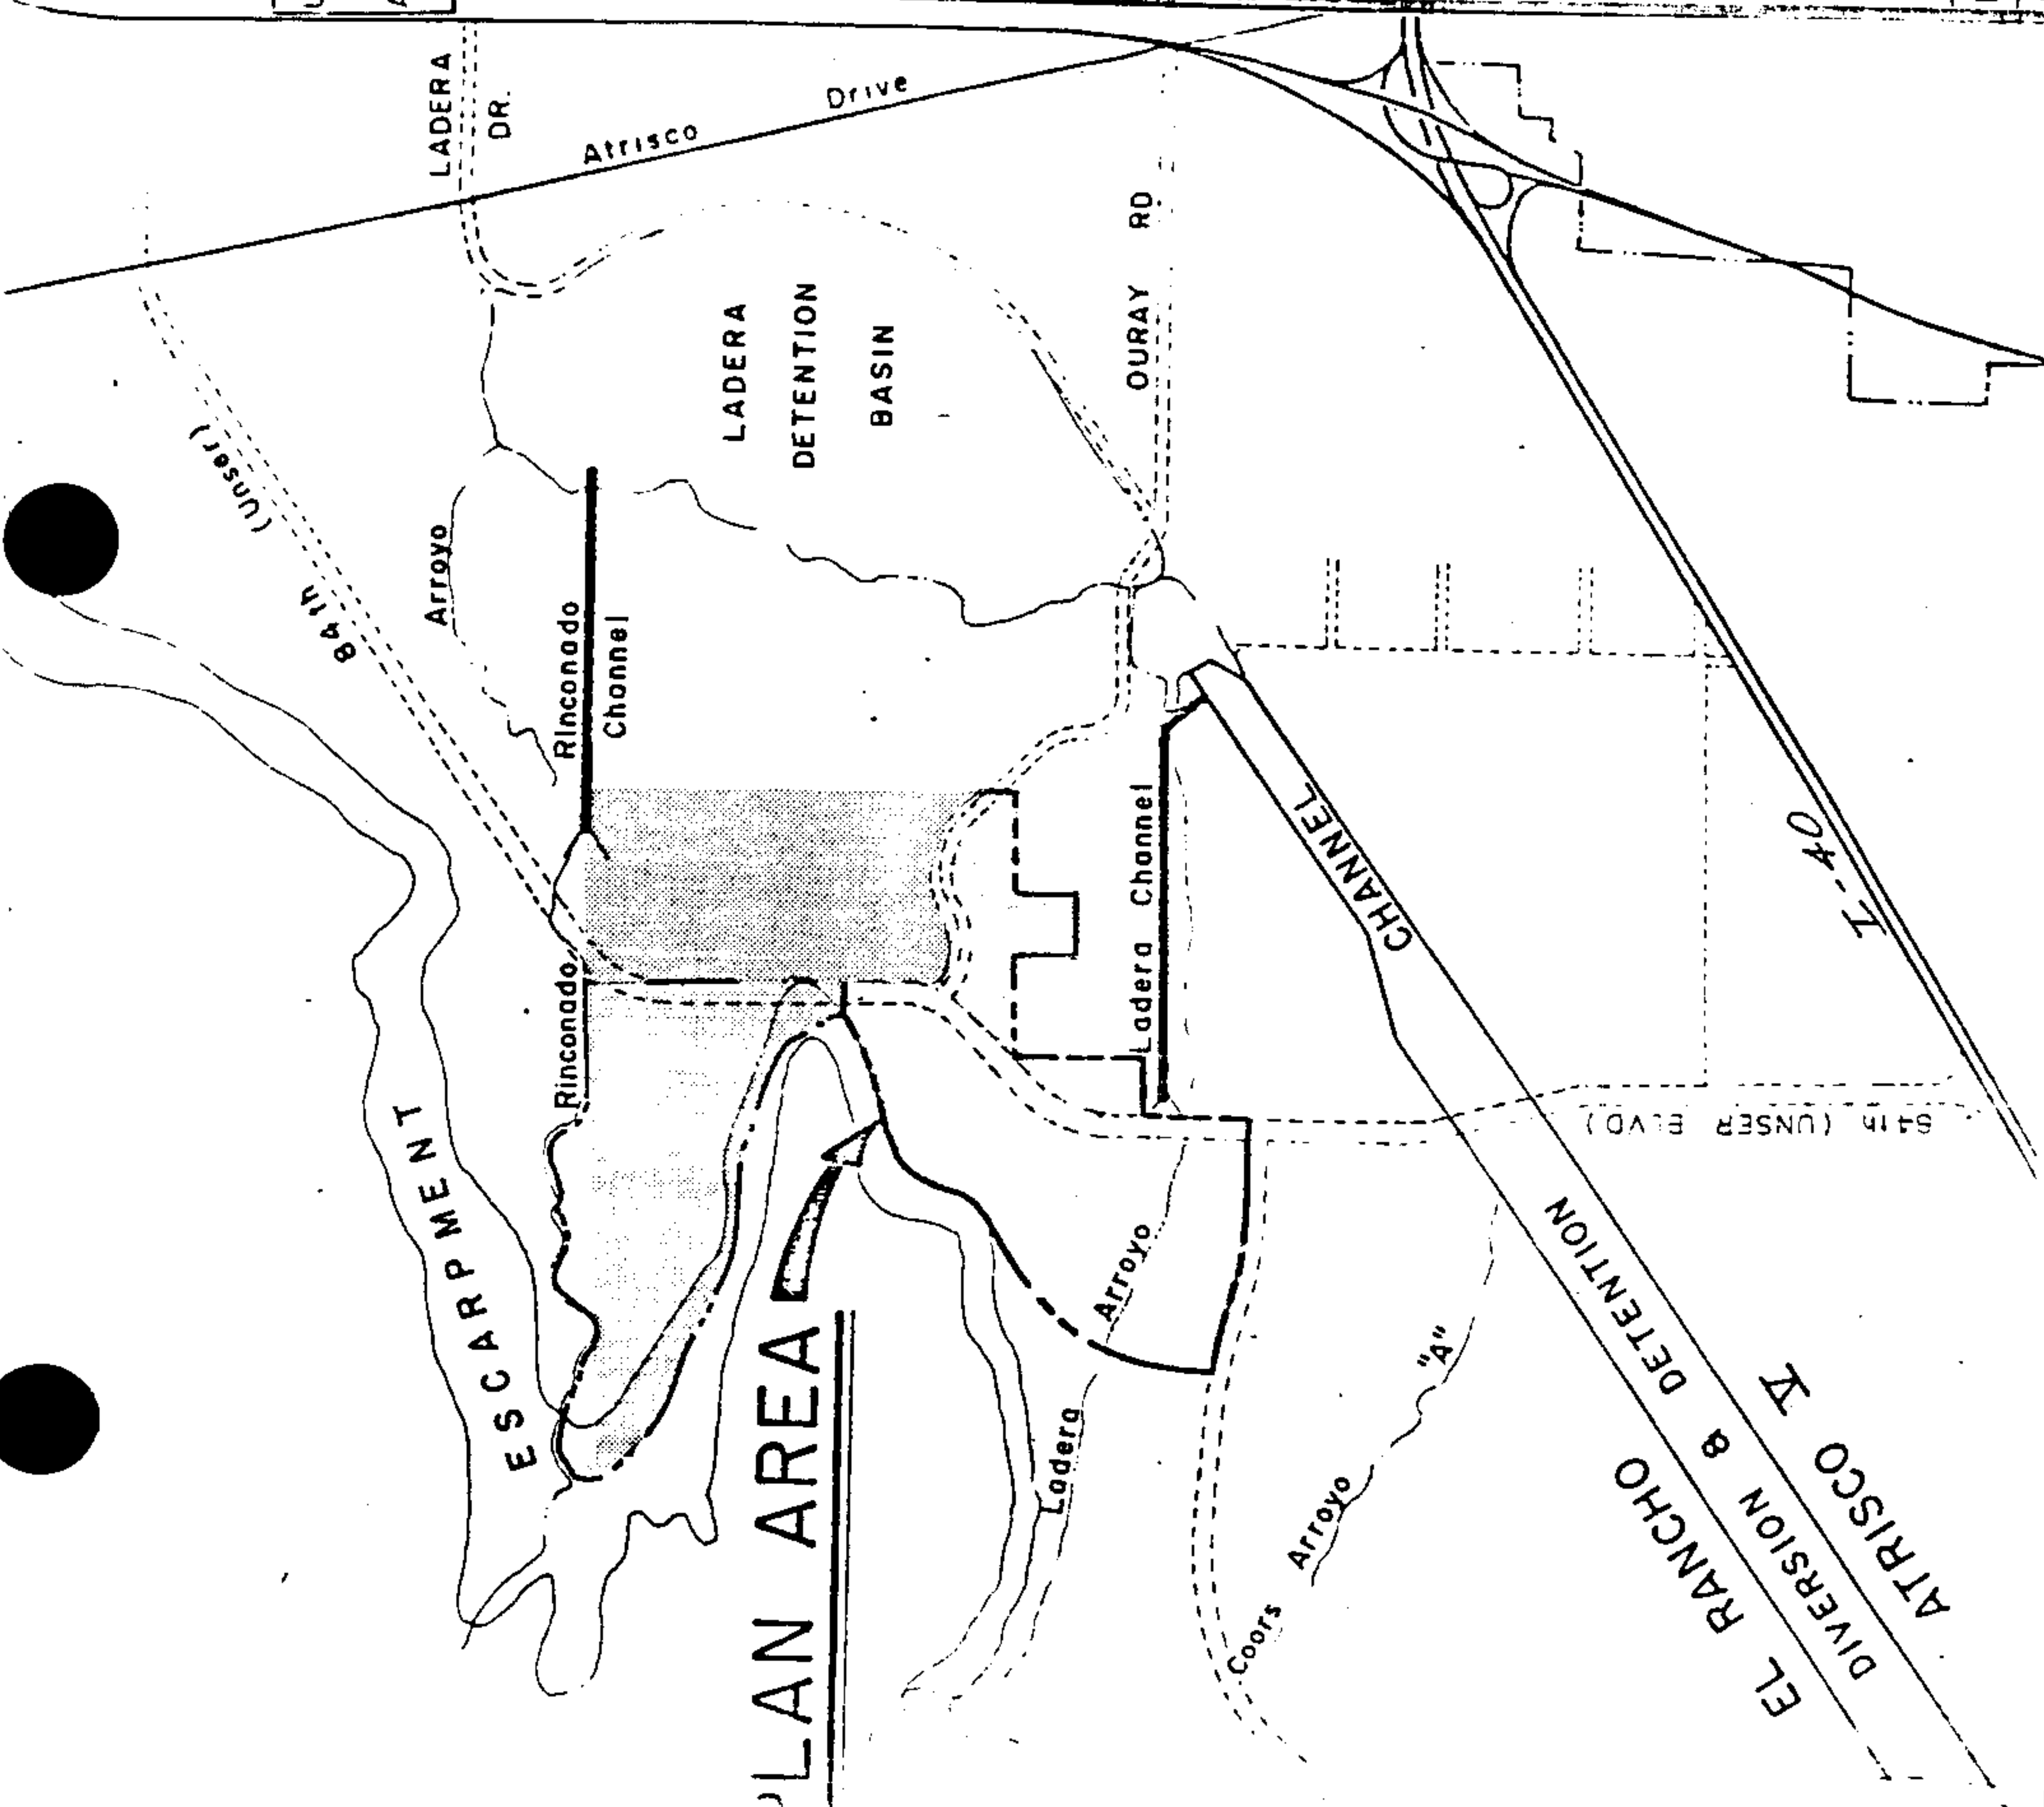 LADERA
DR.
Atrisco Drive
(Unser)
84th
Arroyo
Rinconado
Channel
LADERA
DETENTION
BASIN
OURAY RD
Rinconado
ESCARPMENT
Ladera Channel
CHANNEL
I-40
84th (UNSER BLVD)
PLAN AREA
Ladera Arroyo
Coors Arroyo "A"
EL RANCHO
ATRISCO V
DIVERSION & DETENTION